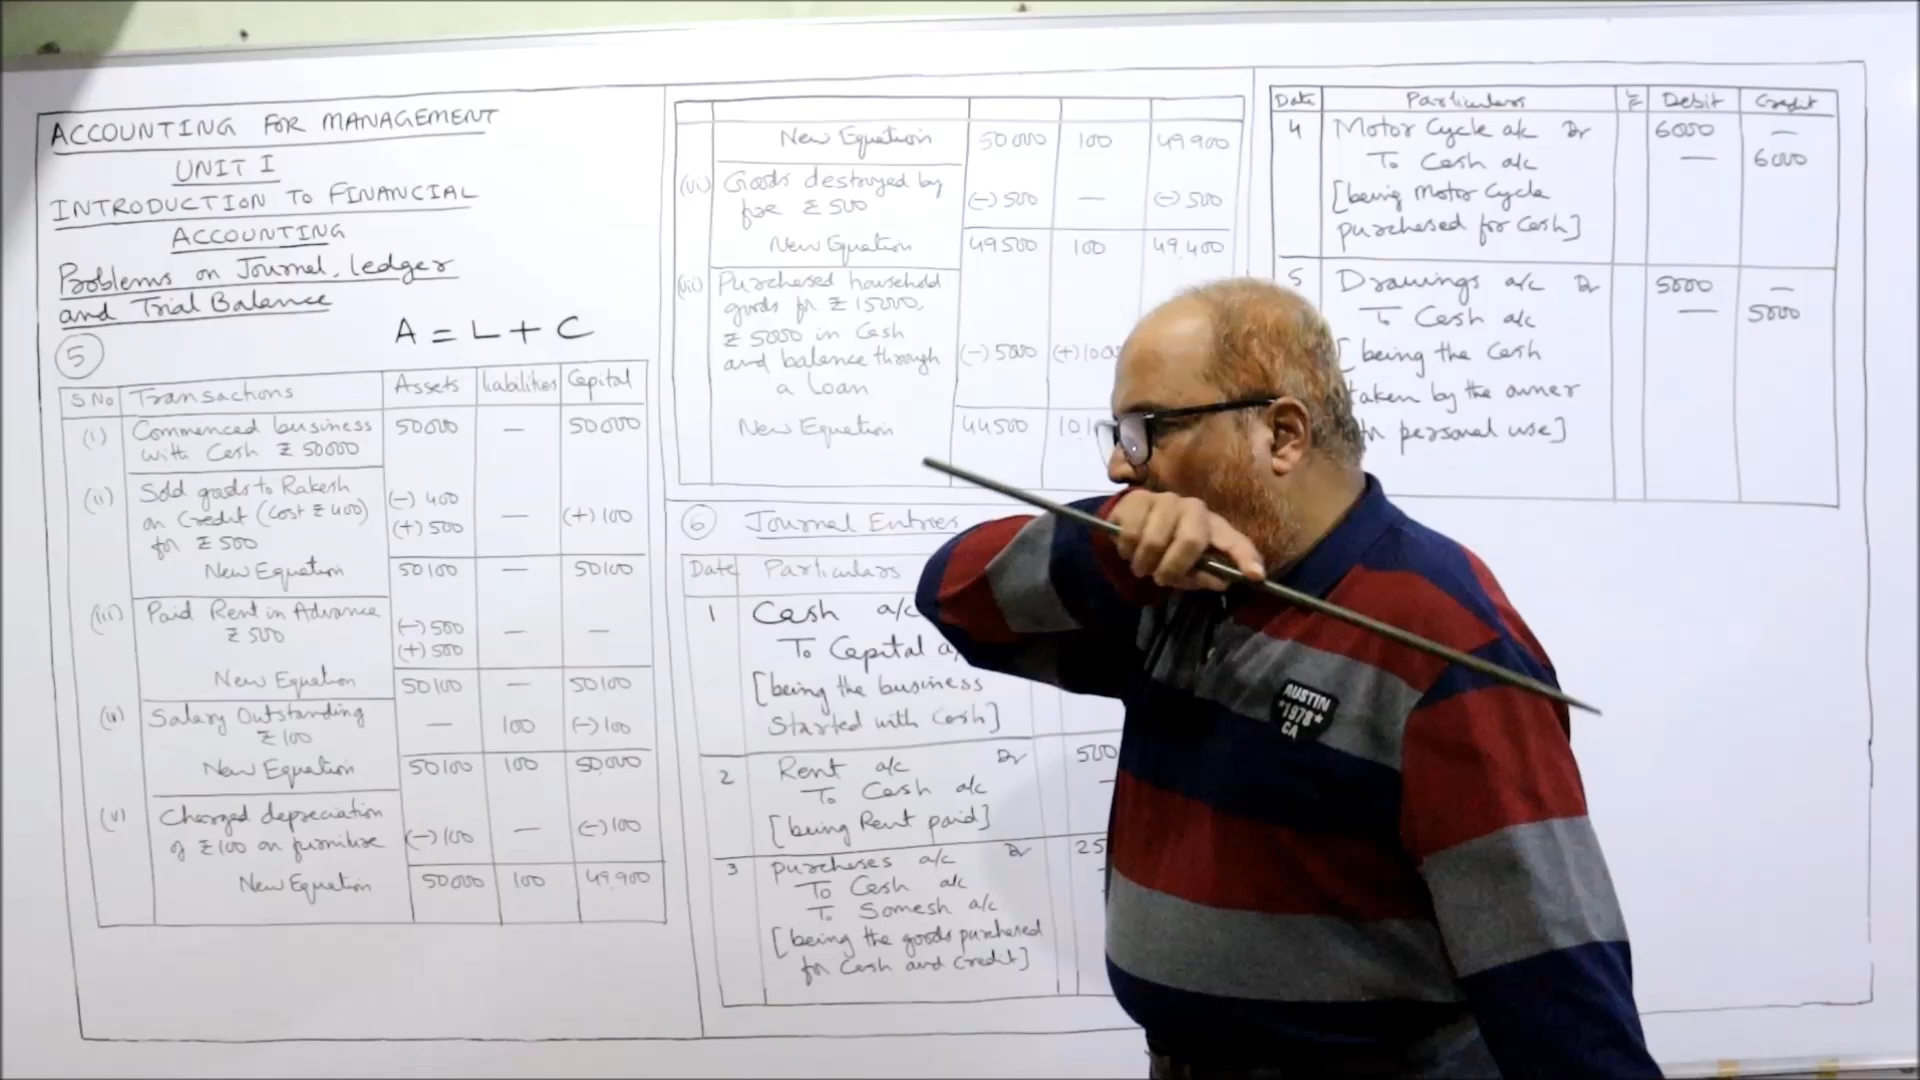 ACCOUNTING FOR MANAGEMENT
UNIT I
INTRODUCTION TO FINANCIAL
ACCOUNTING
Problems on Journal, ledger
and Trial Balance
5
A = L + C
S.No Transactions Assets liabilities Capital
(i) Commenced business 50000 — 50000
with Cash ₹ 50000
(ii) Sold goods to Rakesh (-) 400
on Credit (Cost ₹ 400) (+) 500 — (+) 100
for ₹ 500
New Equation 50100 — 50100
(iii) Paid Rent in Advance (-) 500 — —
₹ 500 (+) 500
New Equation 50100 — 50100
(iv) Salary Outstanding — 100 (-) 100
₹ 100
New Equation 50100 100 50,000
(v) Charged depreciation (-) 100 — (-) 100
of ₹ 100 on furniture
New Equation 50000 100 49,900
New Equation 50000 100 49900
(vi) Goods destroyed by (-) 500 — (-) 500
fire ₹ 500
New Equation 49500 100 49,400
(vii) Purchased household
goods for ₹ 15000,
₹ 5000 in Cash
and balance through (-) 5000
a Loan
New Equation 44500
6 Journal Entries
Date Particulars
1 Cash a/c
To Capital
[being the business
Started with Cash]
2 Rent a/c Dr 500
To Cash a/c —
[being Rent paid]
3 purchases a/c Dr 25
To Cash a/c
To Somesh a/c
[being the goods purchased
for Cash and Credit]
Date Particulars LF Debit Credit
4 Motor Cycle a/c Dr 6000 —
To Cash a/c — 6000
[being Motor Cycle
purchased for Cash]
5 Drawings a/c Dr 5000 —
To Cash a/c — 5000
[being the Cash
taken by the owner
personal use]
AUSTIN
*1978*
CA